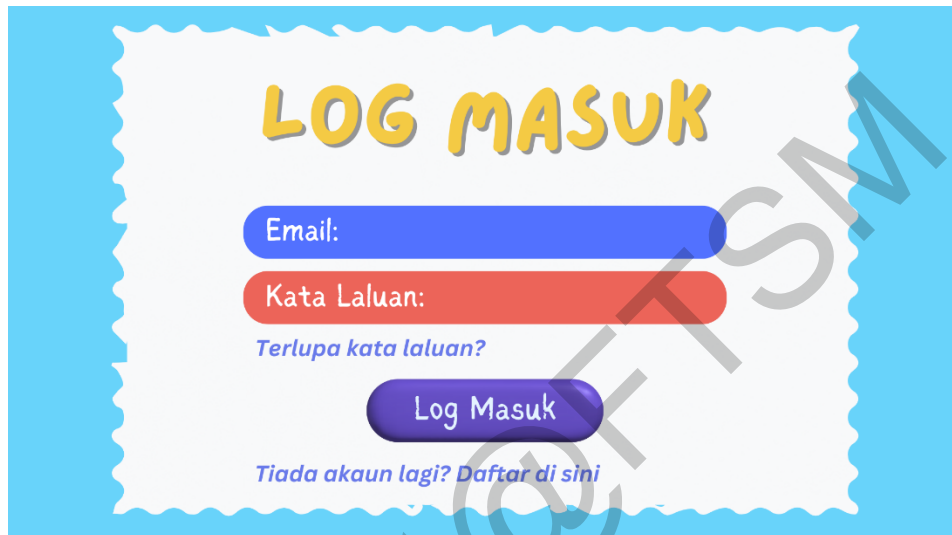 LOG MASUK
Email:
Kata Laluan:
Terlupa kata laluan?
Log Masuk
Tiada akaun lagi? Daftar di sini
@FTSM